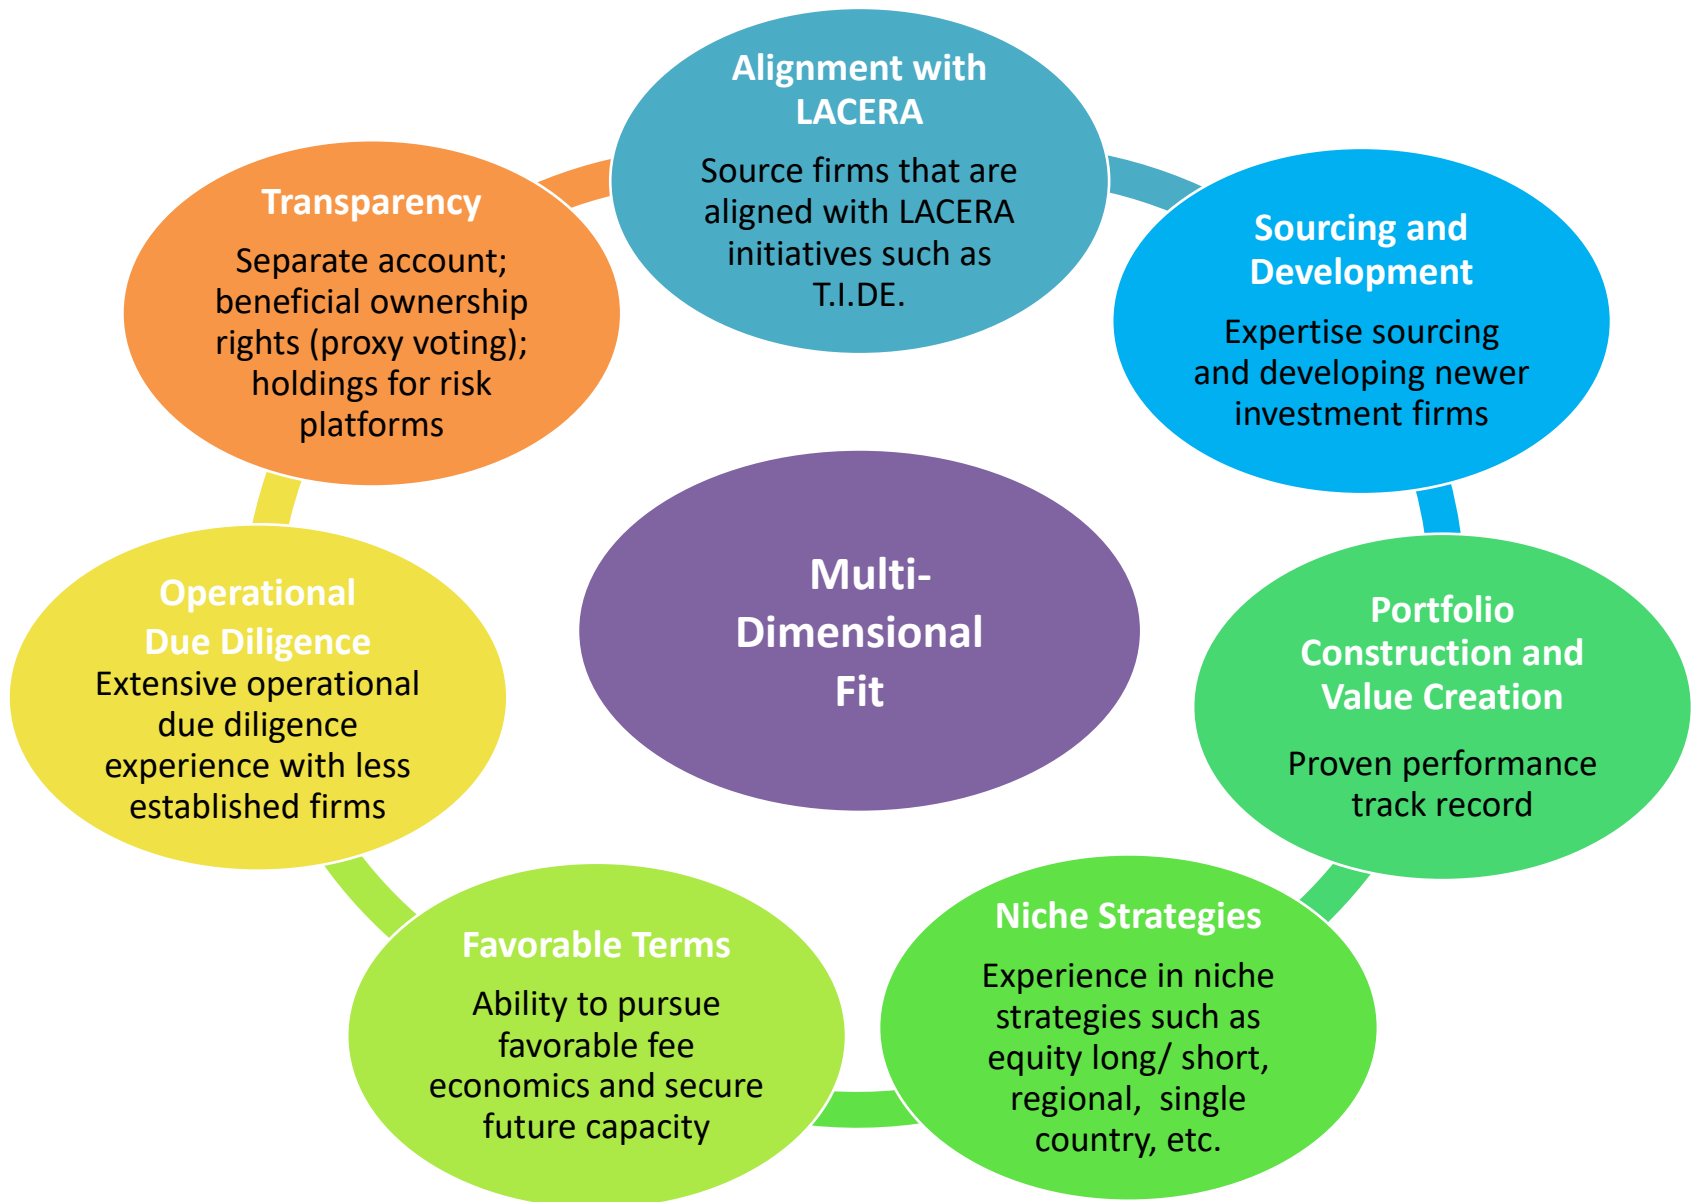 Alignment with
LACERA
Source firms that are
aligned with LACERA
initiatives such as
T.I.DE.
Sourcing and
Development
Expertise sourcing
and developing newer
investment firms
Portfolio
Construction and
Value Creation
Proven performance
track record
Niche Strategies
Experience in niche
strategies such as
equity long/ short,
regional,  single
country, etc.
Favorable Terms
Ability to pursue
favorable fee
economics and secure
future capacity
Operational
Due Diligence
Extensive operational
due diligence
experience with less
established firms
Transparency
Separate account;
beneficial ownership
rights (proxy voting);
holdings for risk
platforms
Multi-
Dimensional
Fit